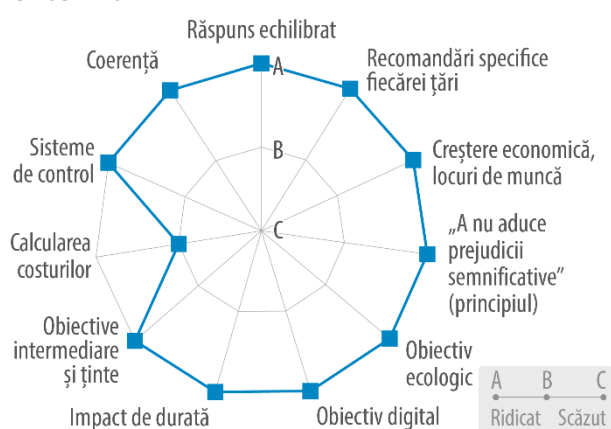 Răspuns echilibrat
Recomandări specifice
fiecărei țări
Creștere economică,
locuri de muncă
„A nu aduce
prejudicii
semnificative”
(principiul)
Obiectiv
ecologic
Obiectiv digital
Impact de durată
Obiective
intermediare
și ținte
Calcularea
costurilor
Sisteme
de control
Coerență
A
B
C
A B C
Ridicat Scăzut